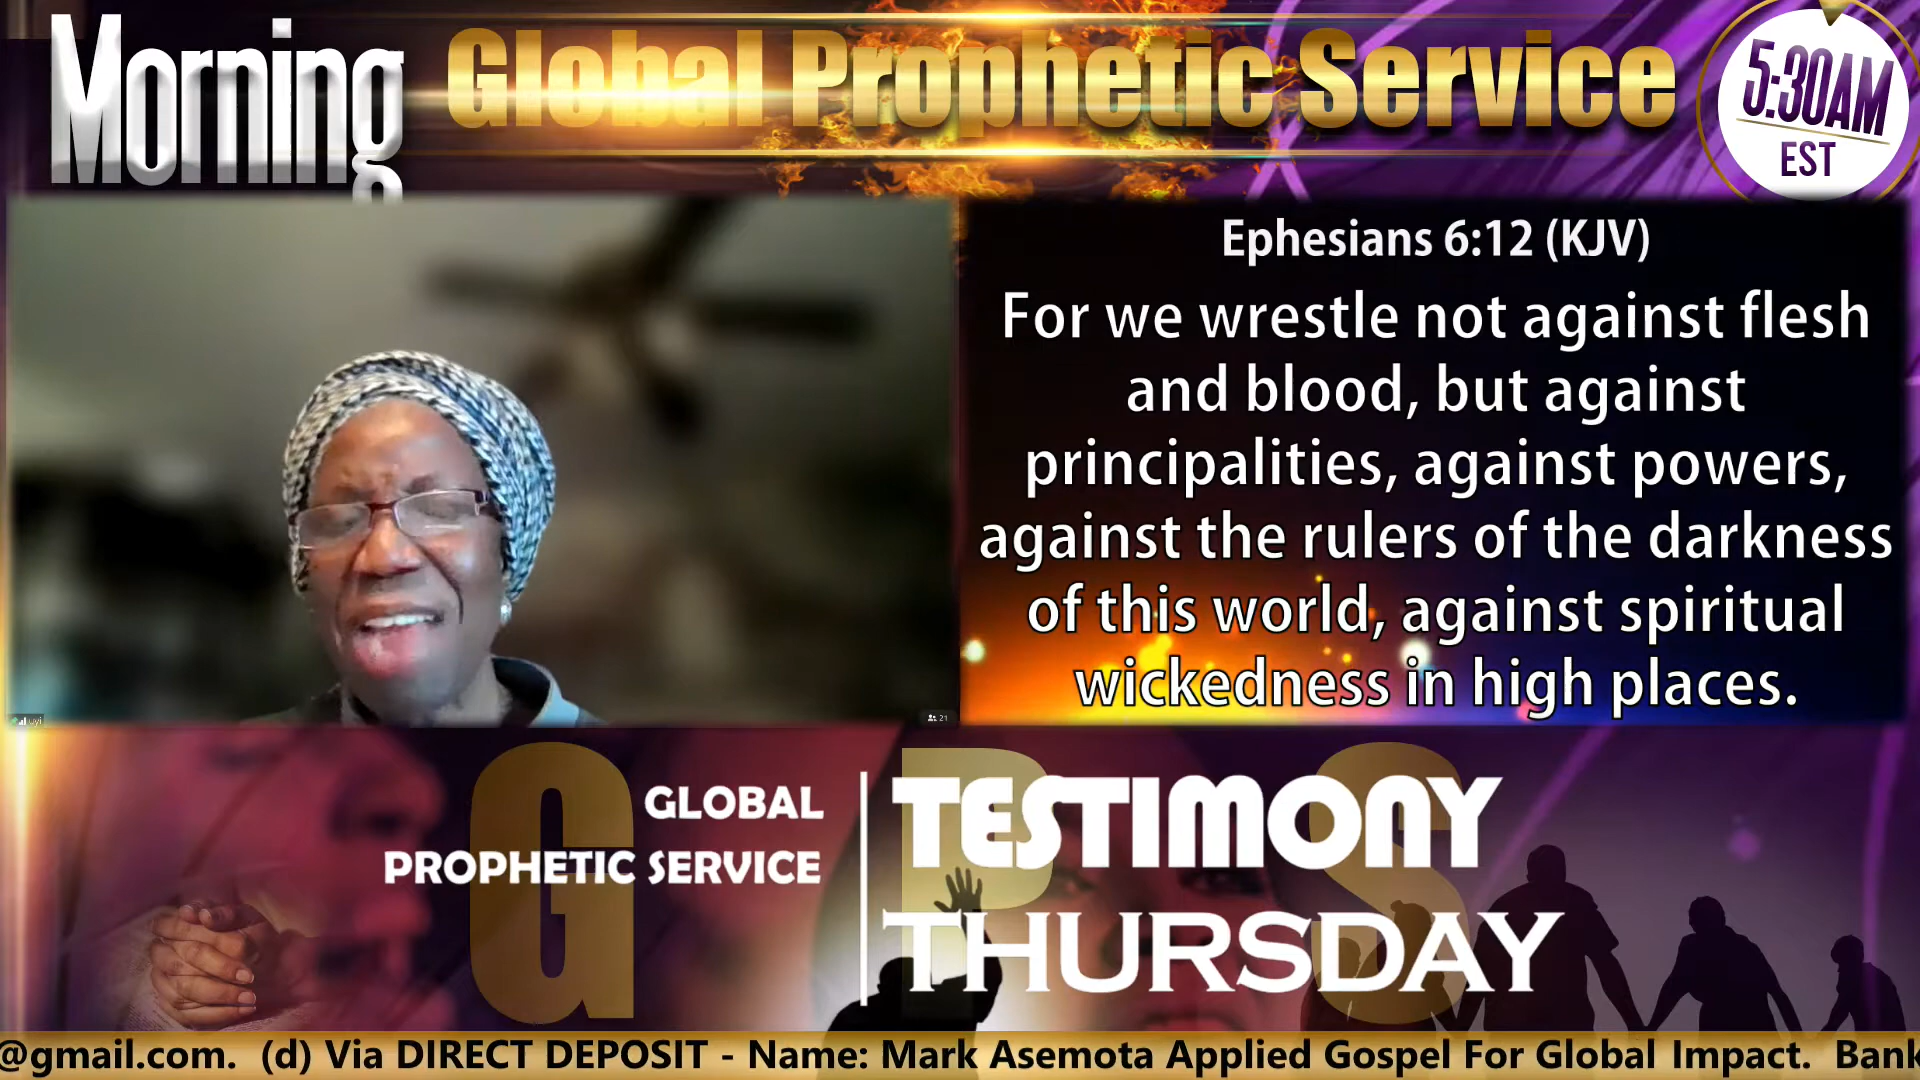 Morning
Global Prophetic Service
5:30AM
EST
Ephesians 6:12 (KJV)
For we wrestle not against flesh
and blood, but against
principalities, against powers,
against the rulers of the darkness
of this world, against spiritual
wickedness in high places.
uyi
21
GPS
GLOBAL
PROPHETIC SERVICE
TESTIMONY
THURSDAY
@gmail.com. (d) Via DIRECT DEPOSIT - Name: Mark Asemota Applied Gospel For Global Impact. Bank